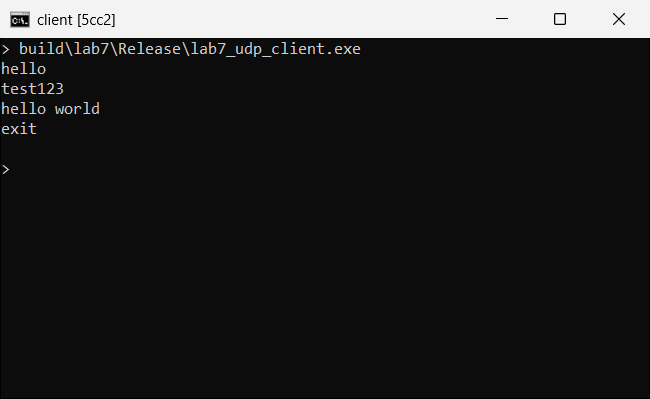 client [5cc2]
> build\lab7\Release\lab7_udp_client.exe
hello
test123
hello world
exit
>